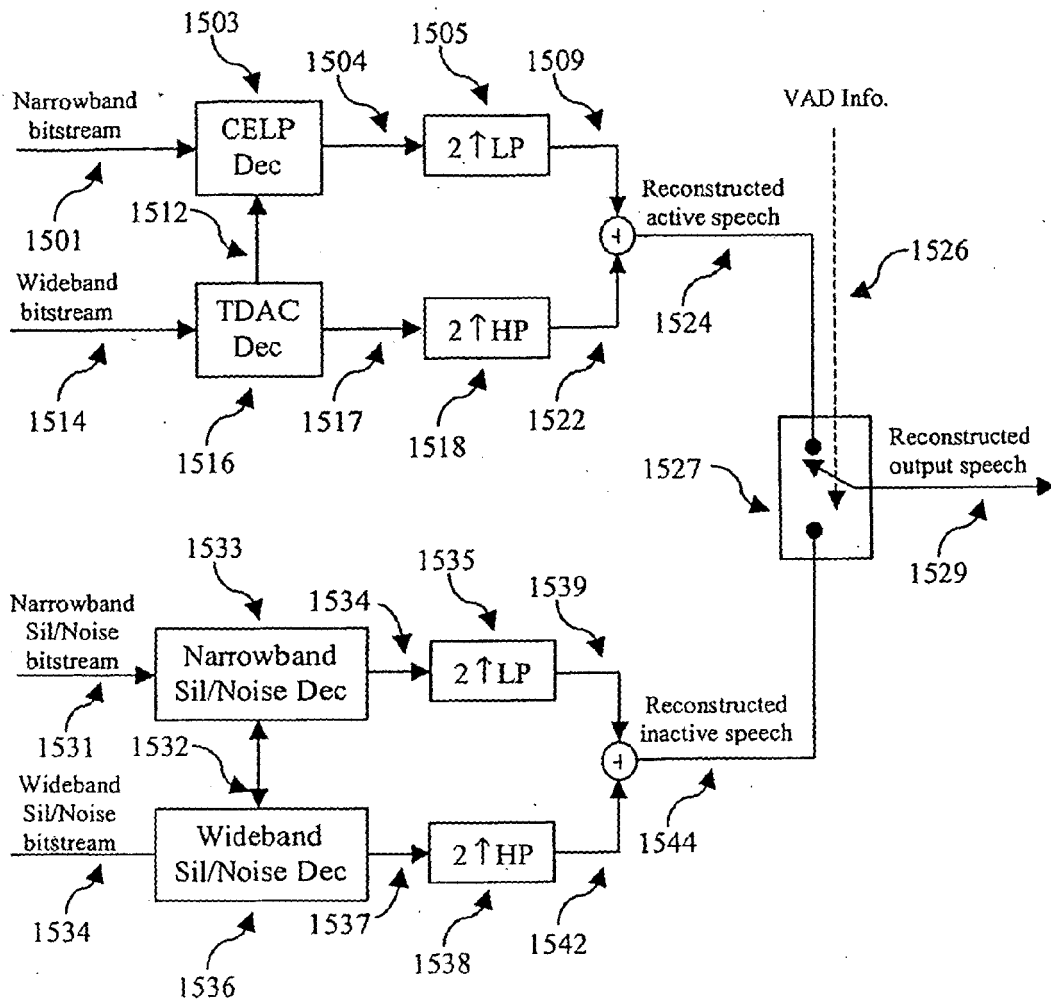 1503
1505
1504
1509
VAD Info.
Narrowband
bitstream
CELP
Dec
2↑LP
Reconstructed
active speech
1512
1501
+
1526
Wideband
bitstream
TDAC
Dec
2↑HP
1524
1514
1517
1522
1516
1518
Reconstructed
output speech
1527
1533
1535
1529
1534
1539
Narrowband
Sil/Noise
bitstream
Narrowband
Sil/Noise Dec
2↑LP
Reconstructed
inactive speech
1531
1532
+
Wideband
Sil/Noise
bitstream
Wideband
Sil/Noise Dec
2↑HP
1544
1534
1537
1542
1538
1536